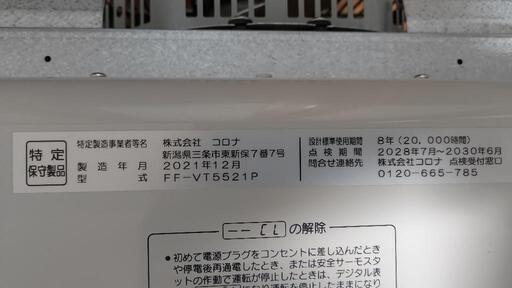 特定
保守製品
特定製造事業者等名 株式会社 コロナ
新潟県三条市東新保7番7号
製造年月 2021年12月
型式 FF-VT5521P
設計標準使用期間 8年(20,000時間)
点検期間 2028年7月~2030年6月
問合せ連絡先 株式会社コロナ 点検受付窓口
0120-665-785
--CLの解除
●初めて電源プラグをコンセントに差し込んだとき
や停電後再通電したとき、または安全サーモスタ
ットの作動で運転が停止したときは、デジタル表